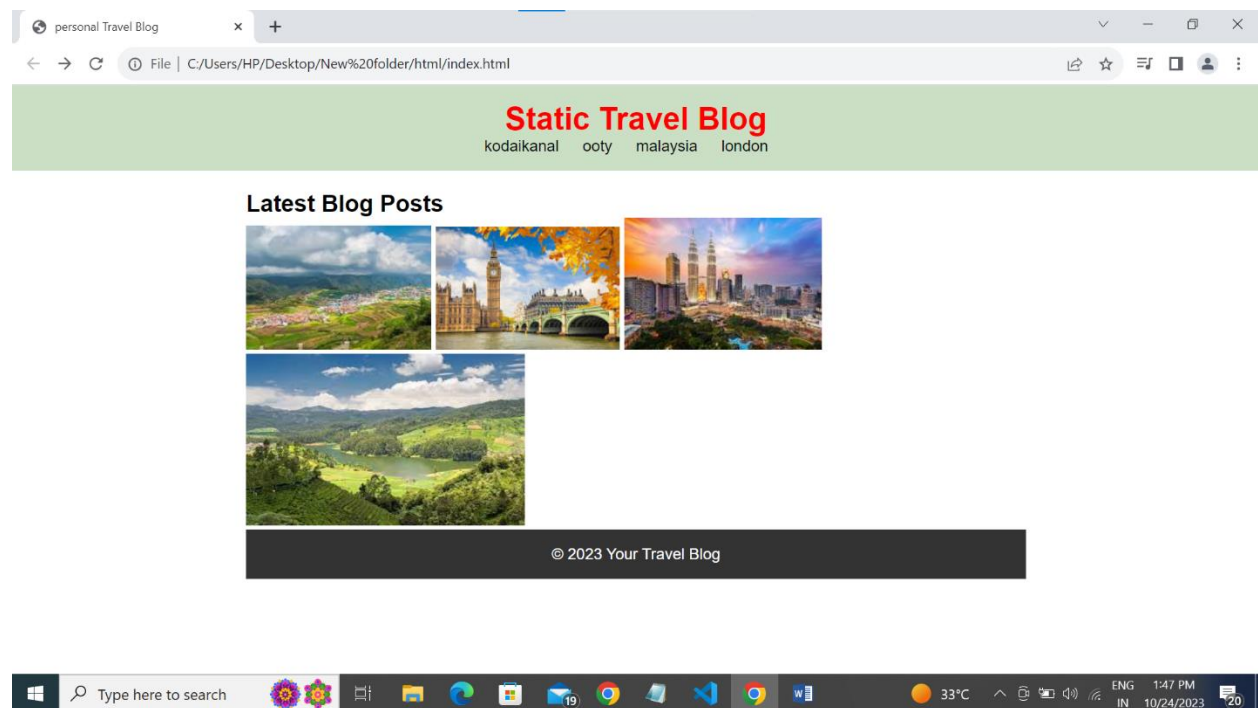 personal Travel Blog
File | C:/Users/HP/Desktop/New%20folder/html/index.html
Static Travel Blog
kodaikanal ooty malaysia london
Latest Blog Posts
© 2023 Your Travel Blog
Type here to search
19
33°C
ENG 1:47 PM
IN 10/24/2023
20